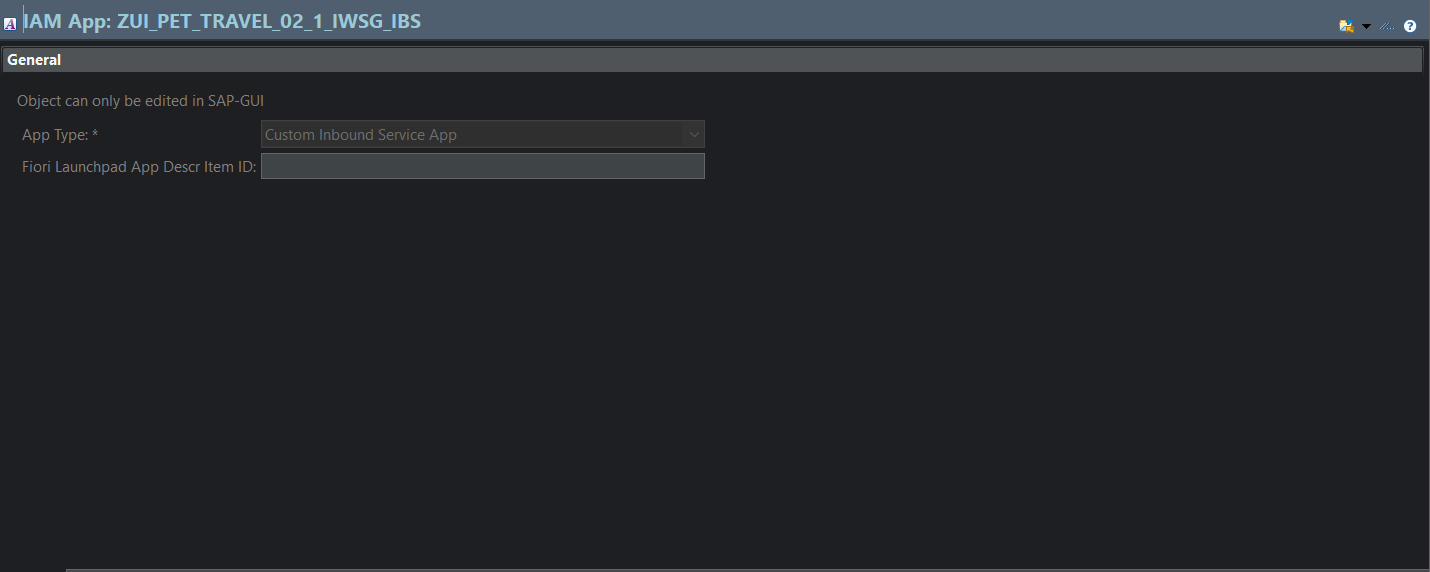 IAM App: ZUI_PET_TRAVEL_02_1_IWSG_IBS
General
Object can only be edited in SAP-GUI
App Type: *
Custom Inbound Service App
Fiori Launchpad App Descr Item ID: